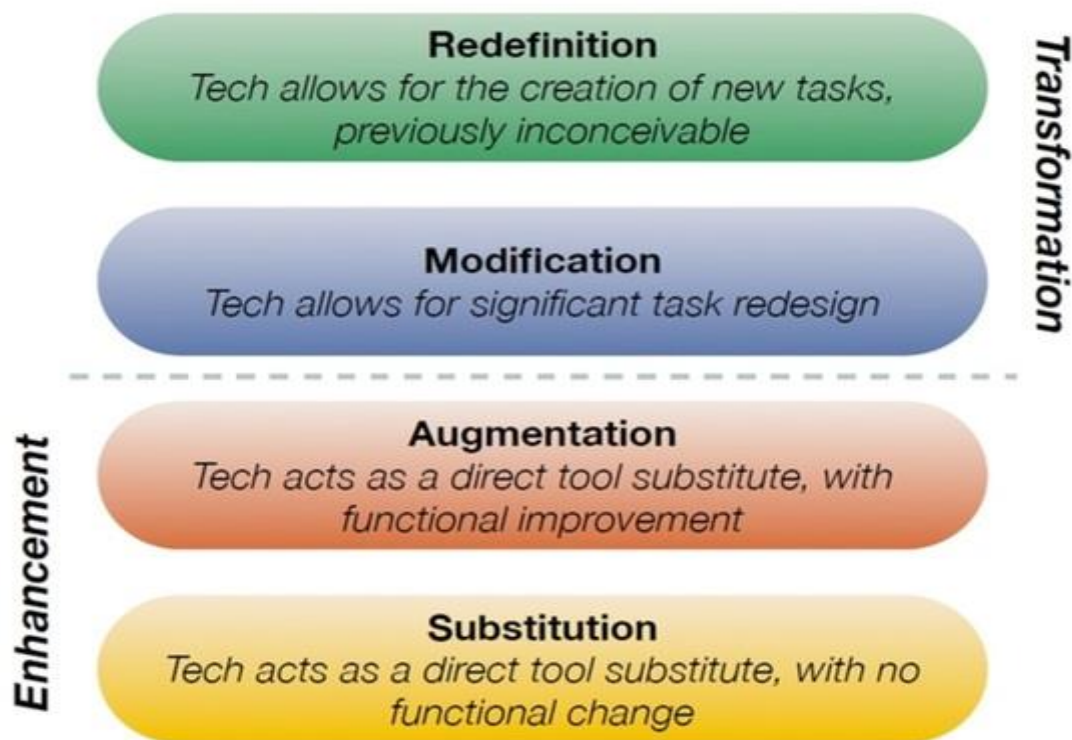 Redefinition
Tech allows for the creation of new tasks,
previously inconceivable
Transformation
Modification
Tech allows for significant task redesign
Augmentation
Tech acts as a direct tool substitute, with
functional improvement
Enhancement
Substitution
Tech acts as a direct tool substitute, with no
functional change